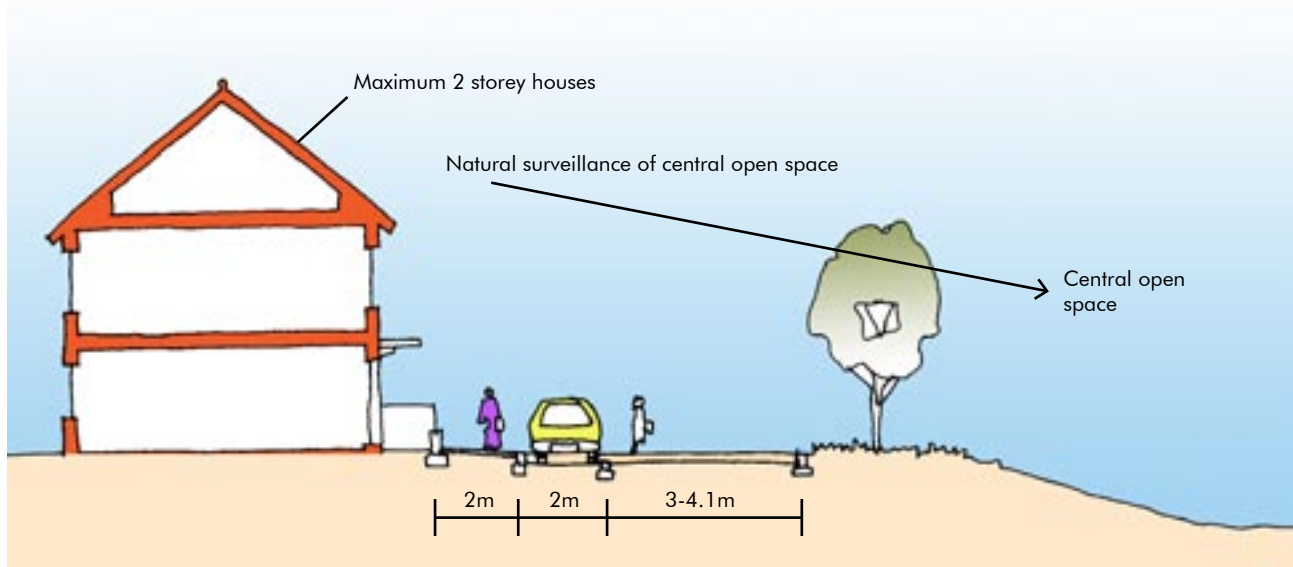 Maximum 2 storey houses
Natural surveillance of central open space
Central open
space
2m
2m
3-4.1m